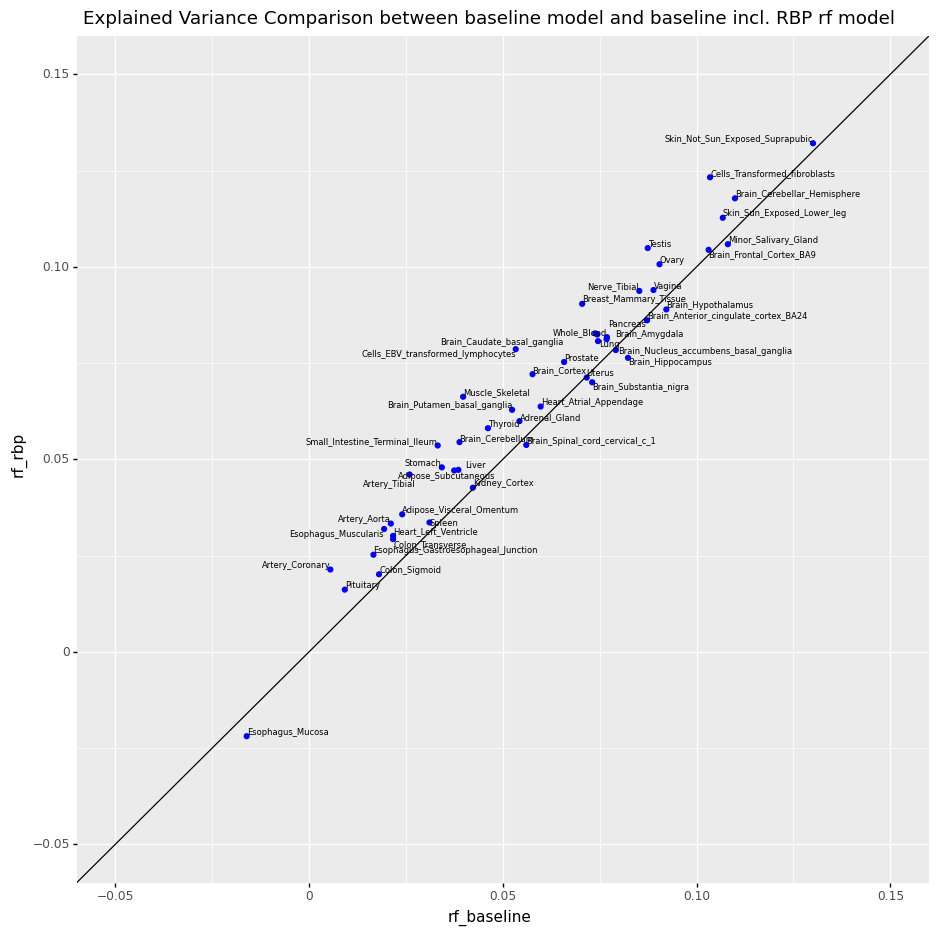 Explained Variance Comparison between baseline model and baseline incl. RBP rf model
0.15
0.10
0.05
0
−0.05
rf_rbp
Skin_Not_Sun_Exposed_Suprapubic
Cells_Transformed_fibroblasts
Brain_Cerebellar_Hemisphere
Skin_Sun_Exposed_Lower_leg
Testis
Minor_Salivary_Gland
Brain_Frontal_Cortex_BA9
Ovary
Nerve_Tibial
Vagina
Breast_Mammary_Tissue
Brain_Hypothalamus
Brain_Anterior_cingulate_cortex_BA24
Pancreas
Whole_Blood
Brain_Amygdala
Brain_Caudate_basal_ganglia
Lung
Cells_EBV_transformed_lymphocytes
Brain_Nucleus_accumbens_basal_ganglia
Prostate
Brain_Hippocampus
Brain_Cortex
Uterus
Brain_Substantia_nigra
Muscle_Skeletal
Brain_Putamen_basal_ganglia
Heart_Atrial_Appendage
Adrenal_Gland
Thyroid
Small_Intestine_Terminal_Ileum
Brain_Cerebellum
Brain_Spinal_cord_cervical_c_1
Stomach
Liver
Adipose_Subcutaneous
Artery_Tibial
Kidney_Cortex
Adipose_Visceral_Omentum
Artery_Aorta
Spleen
Esophagus_Muscularis
Heart_Left_Ventricle
Colon_Transverse
Esophagus_Gastroesophageal_Junction
Artery_Coronary
Colon_Sigmoid
Pituitary
Esophagus_Mucosa
−0.05
0
0.05
0.10
0.15
rf_baseline